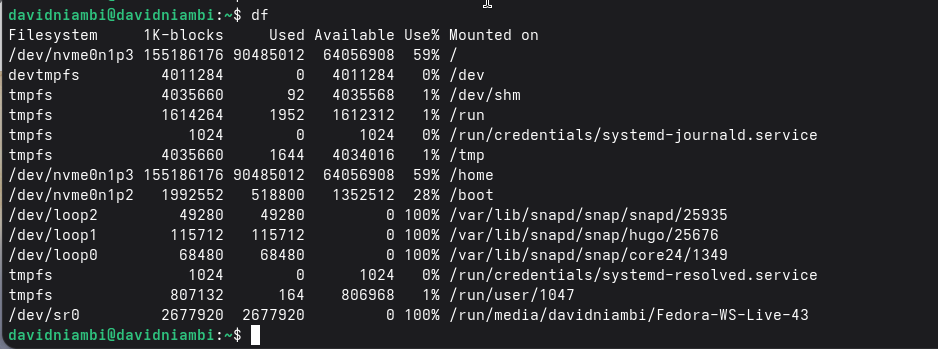 davidniambi@davidniambi:~$ df
Filesystem     1K-blocks     Used Available Use% Mounted on
/dev/nvme0n1p3 155186176 90485012  64056908  59% /
devtmpfs         4011284        0   4011284   0% /dev
tmpfs            4035660       92   4035568   1% /dev/shm
tmpfs            1614264     1952   1612312   1% /run
tmpfs               1024        0      1024   0% /run/credentials/systemd-journald.service
tmpfs            4035660     1644   4034016   1% /tmp
/dev/nvme0n1p3 155186176 90485012  64056908  59% /home
/dev/nvme0n1p2   1992552   518800   1352512  28% /boot
/dev/loop2         49280    49280         0 100% /var/lib/snapd/snap/snapd/25935
/dev/loop1        115712   115712         0 100% /var/lib/snapd/snap/hugo/25676
/dev/loop0         68480    68480         0 100% /var/lib/snapd/snap/core24/1349
tmpfs               1024        0      1024   0% /run/credentials/systemd-resolved.service
tmpfs             807132      164    806968   1% /run/user/1047
/dev/sr0         2677920  2677920         0 100% /run/media/davidniambi/Fedora-WS-Live-43
davidniambi@davidniambi:~$